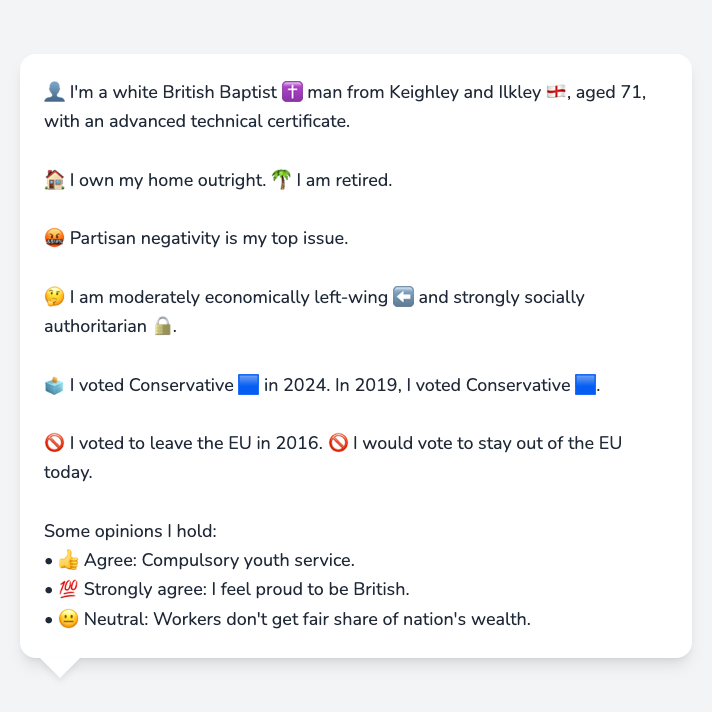 👤 I'm a white British Baptist ✝️ man from Keighley and Ilkley 🏴󠁧󠁢󠁥󠁮󠁧󠁿, aged 71,
with an advanced technical certificate.
🏠 I own my home outright. 🌴 I am retired.
🤬 Partisan negativity is my top issue.
🤔 I am moderately economically left-wing ⬅️ and strongly socially
authoritarian 🔒.
🗳️ I voted Conservative 🟦 in 2024. In 2019, I voted Conservative 🟦.
🚫 I voted to leave the EU in 2016. 🚫 I would vote to stay out of the EU
today.
Some opinions I hold:
• 👍 Agree: Compulsory youth service.
• 💯 Strongly agree: I feel proud to be British.
• 😐 Neutral: Workers don't get fair share of nation's wealth.